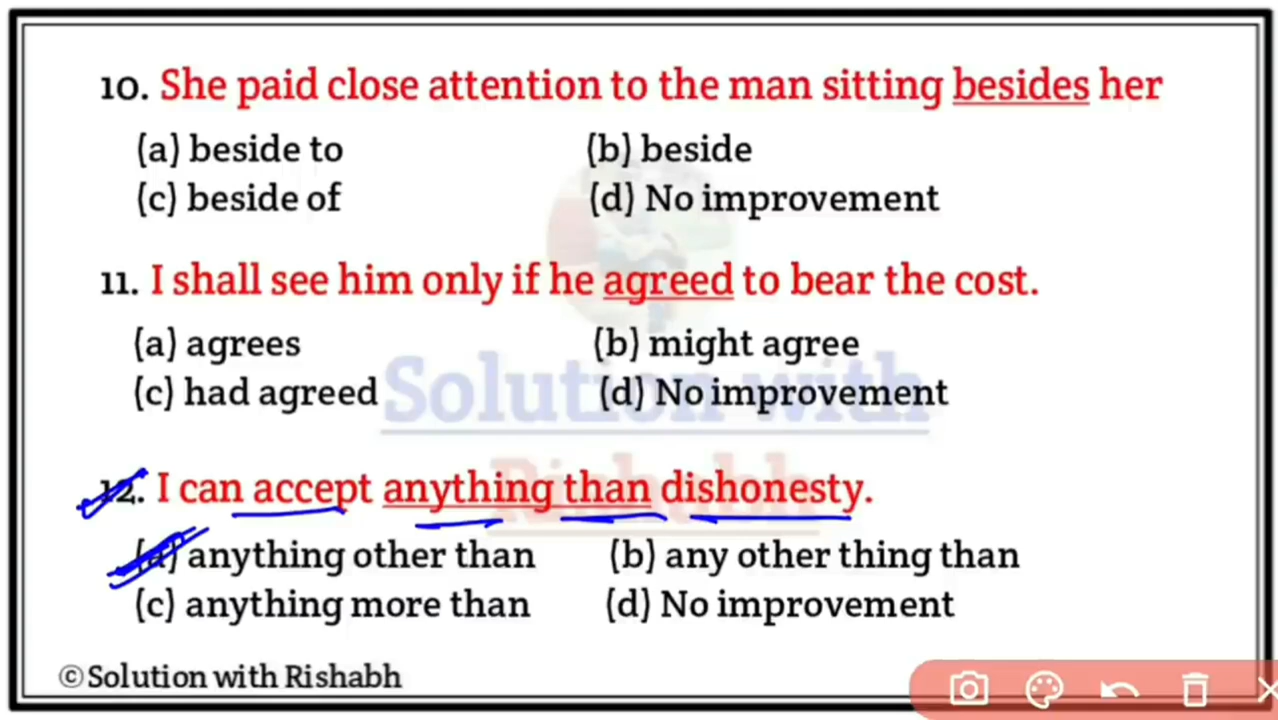 10. She paid close attention to the man sitting besides her
(a) beside to (b) beside
(c) beside of (d) No improvement
11. I shall see him only if he agreed to bear the cost.
(a) agrees (b) might agree
(c) had agreed (d) No improvement
Solution with
Rishabh
12. I can accept anything than dishonesty.
(a) anything other than (b) any other thing than
(c) anything more than (d) No improvement
©Solution with Rishabh